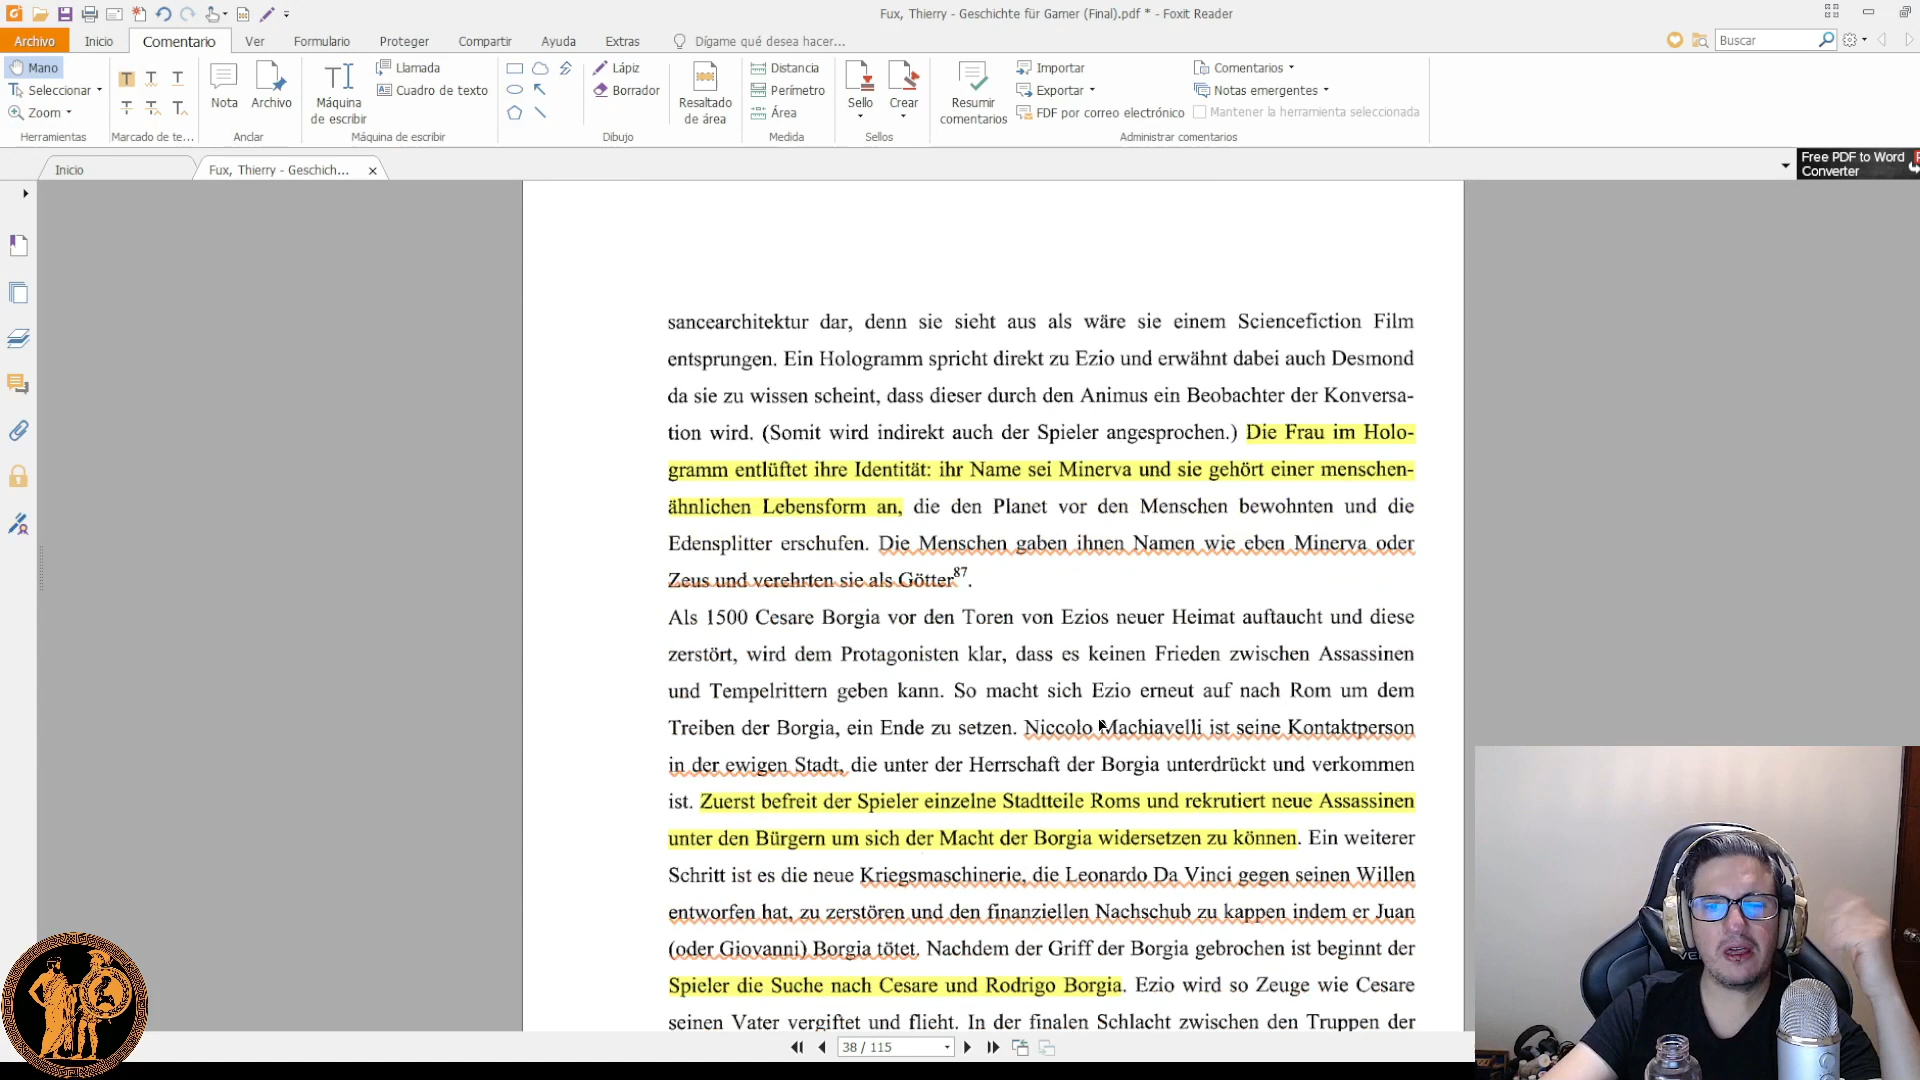 Fux, Thierry - Geschichte für Gamer (Final).pdf * - Foxit Reader
Archivo Inicio Comentario Ver Formulario Proteger Compartir Ayuda Extras Dígame qué desea hacer... Buscar
Mano
Seleccionar
Zoom
Herramientas
Marcado de te...
Nota
Archivo
Andar
Máquina
de escribir
Llamada
Cuadro de texto
Máquina de escribir
Lápiz
Borrador
Dibujo
Resaltado
de área
Distancia
Perímetro
Área
Medida
Sello
Crear
Sellos
Resumir
comentarios
Importar
Exportar
FDF por correo electrónico
Comentarios
Notas emergentes
Mantener la herramienta seleccionada
Administrar comentarios
Inicio
Fux, Thierry - Geschich...
Free PDF to Word
Converter
sancearchitektur dar, denn sie sieht aus als wäre sie einem Sciencefiction Film
entsprungen. Ein Hologramm spricht direkt zu Ezio und erwähnt dabei auch Desmond
da sie zu wissen scheint, dass dieser durch den Animus ein Beobachter der Konversa-
tion wird. (Somit wird indirekt auch der Spieler angesprochen.) Die Frau im Holo-
gramm entlüftet ihre Identität: ihr Name sei Minerva und sie gehört einer menschen-
ähnlichen Lebensform an, die den Planet vor den Menschen bewohnten und die
Edensplitter erschufen. Die Menschen gaben ihnen Namen wie eben Minerva oder
Zeus und verehrten sie als Götter87.
Als 1500 Cesare Borgia vor den Toren von Ezios neuer Heimat auftaucht und diese
zerstört, wird dem Protagonisten klar, dass es keinen Frieden zwischen Assassinen
und Tempelrittern geben kann. So macht sich Ezio erneut auf nach Rom um dem
Treiben der Borgia, ein Ende zu setzen. Niccolo Machiavelli ist seine Kontaktperson
in der ewigen Stadt, die unter der Herrschaft der Borgia unterdrückt und verkommen
ist. Zuerst befreit der Spieler einzelne Stadtteile Roms und rekrutiert neue Assassinen
unter den Bürgern um sich der Macht der Borgia widersetzen zu können. Ein weiterer
Schritt ist es die neue Kriegsmaschinerie, die Leonardo Da Vinci gegen seinen Willen
entworfen hat, zu zerstören und den finanziellen Nachschub zu kappen indem er Juan
(oder Giovanni) Borgia tötet. Nachdem der Griff der Borgia gebrochen ist beginnt der
Spieler die Suche nach Cesare und Rodrigo Borgia. Ezio wird so Zeuge wie Cesare
seinen Vater vergiftet und flieht. In der finalen Schlacht zwischen den Truppen der
38 / 115